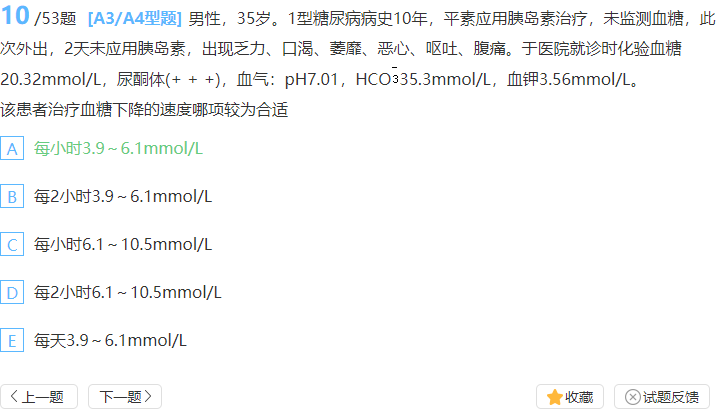 10 /53题 [A3/A4型题] 男性，35岁。1型糖尿病病史10年，平素应用胰岛素治疗，未监测血糖，此
次外出，2天未应用胰岛素，出现乏力、口渴、萎靡、恶心、呕吐、腹痛。于医院就诊时化验血糖
20.32mmol/L，尿酮体(+ + +)，血气：pH7.01，HCO₃⁻35.3mmol/L，血钾3.56mmol/L。
该患者治疗血糖下降的速度哪项较为合适
A 每小时3.9～6.1mmol/L
B 每2小时3.9～6.1mmol/L
C 每小时6.1～10.5mmol/L
D 每2小时6.1～10.5mmol/L
E 每天3.9～6.1mmol/L
上一题 下一题 收藏 试题反馈